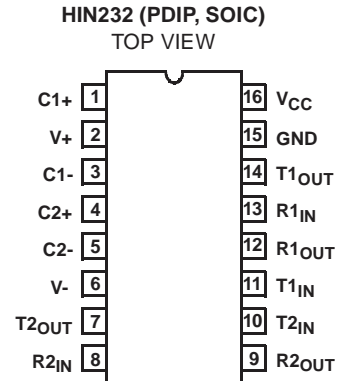 HIN232 (PDIP, SOIC)
TOP VIEW
C1+ 1 16 VCC
V+ 2 15 GND
C1- 3 14 T1OUT
C2+ 4 13 R1IN
C2- 5 12 R1OUT
V- 6 11 T1IN
T2OUT 7 10 T2IN
R2IN 8 9 R2OUT